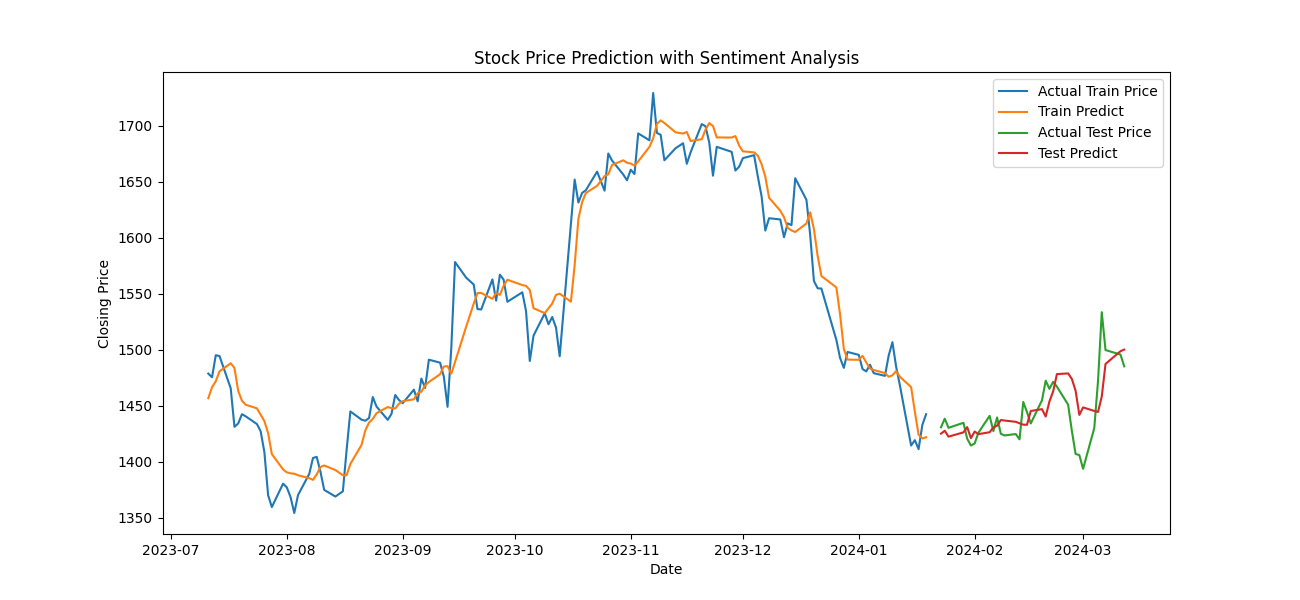 Stock Price Prediction with Sentiment Analysis
Actual Train Price
Train Predict
Actual Test Price
Test Predict
Closing Price
1700
1650
1600
1550
1500
1450
1400
1350
2023-07 2023-08 2023-09 2023-10 2023-11 2023-12 2024-01 2024-02 2024-03
Date